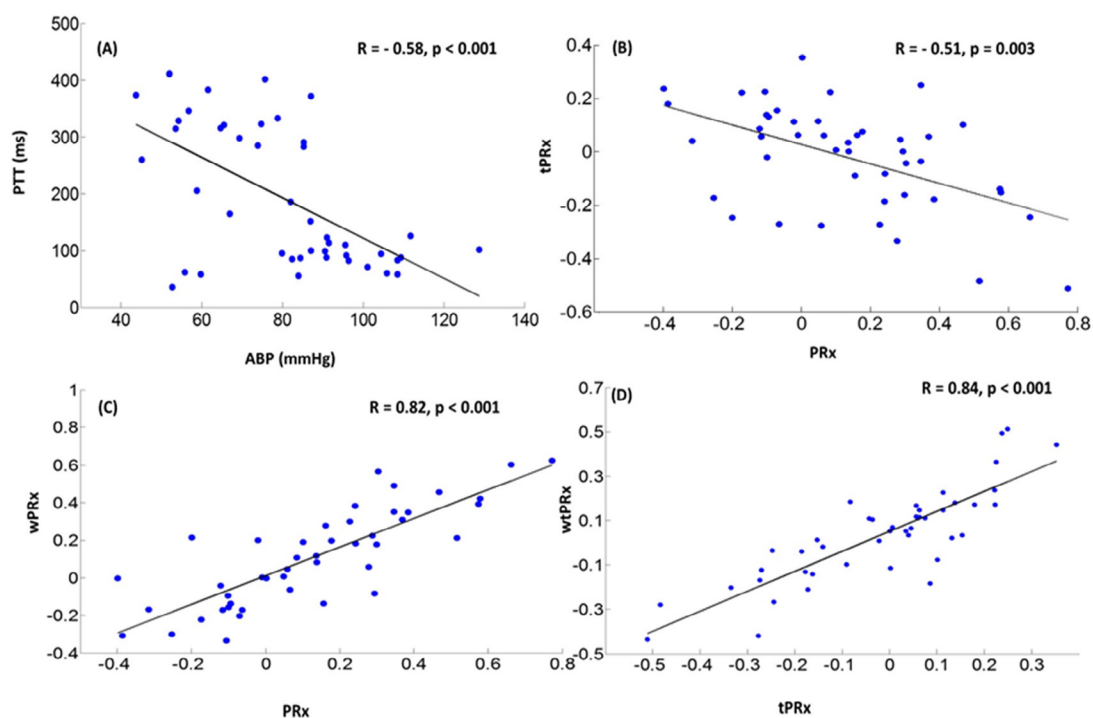 (A)
R = - 0.58, p < 0.001
PTT (ms)
500
400
300
200
100
0
40 60 80 100 120 140
ABP (mmHg)
(B)
R = - 0.51, p = 0.003
tPRx
0.4
0.2
0
-0.2
-0.4
-0.6
-0.4 -0.2 0 0.2 0.4 0.6 0.8
PRx
(C)
R = 0.82, p < 0.001
wPRx
1
0.8
0.6
0.4
0.2
0
-0.2
-0.4
-0.4 -0.2 0 0.2 0.4 0.6 0.8
PRx
(D)
R = 0.84, p < 0.001
wtPRx
0.7
0.5
0.3
0.1
-0.1
-0.3
-0.5
-0.5 -0.4 -0.3 -0.2 -0.1 0 0.1 0.2 0.3
tPRx